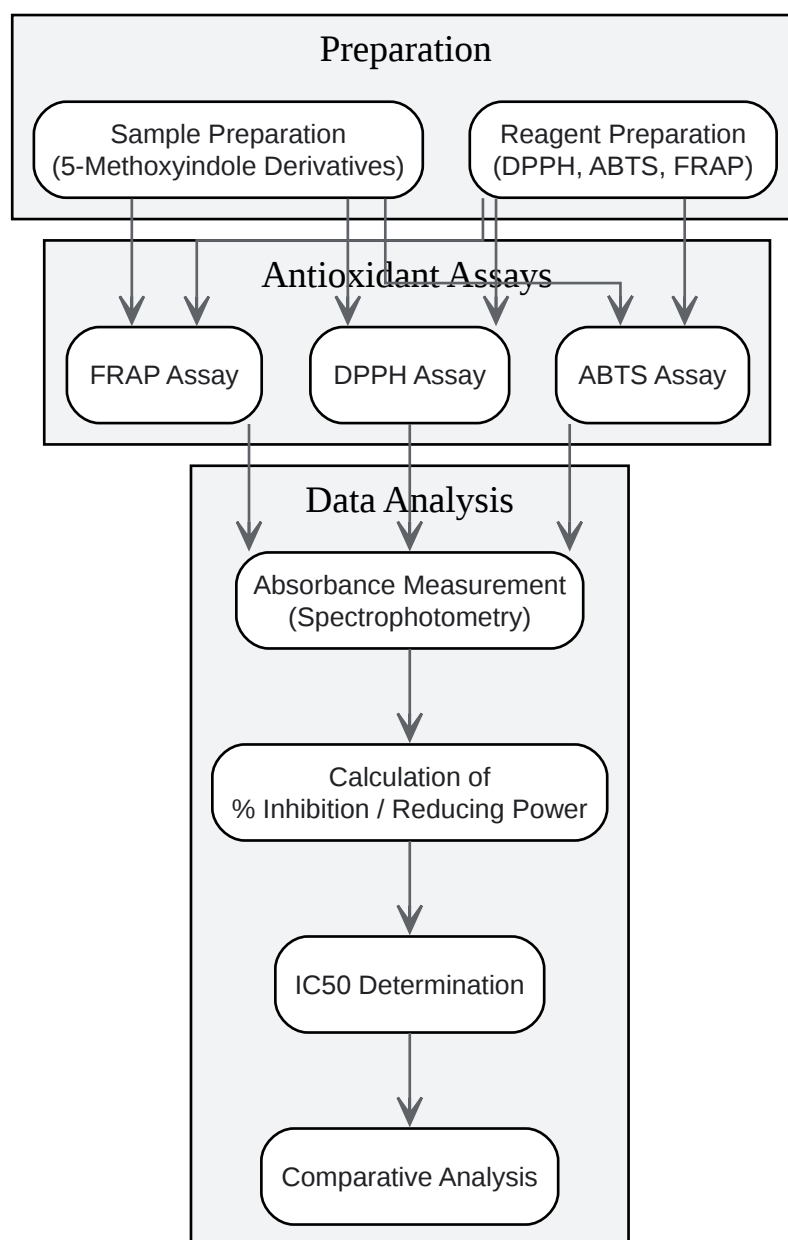 Preparation
Sample Preparation
(5-Methoxyindole Derivatives)
Reagent Preparation
(DPPH, ABTS, FRAP)
Antioxidant Assays
FRAP Assay
DPPH Assay
ABTS Assay
Data Analysis
Absorbance Measurement
(Spectrophotometry)
Calculation of
% Inhibition / Reducing Power
IC50 Determination
Comparative Analysis